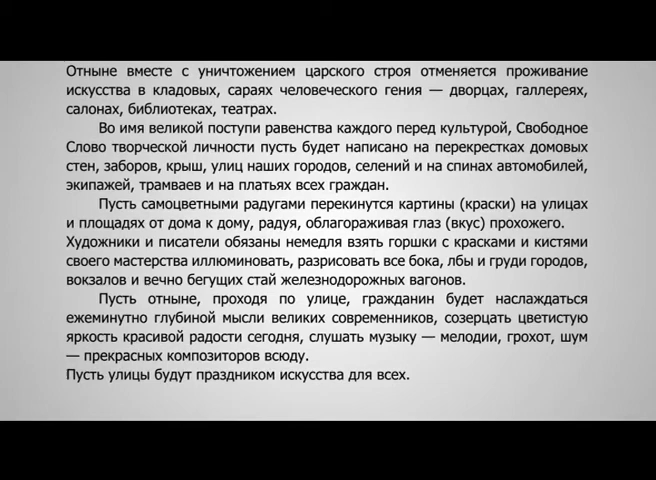 Отныне вместе с уничтожением царского строя отменяется проживание
искусства в кладовых, сараях человеческого гения — дворцах, галлереях,
салонах, библиотеках, театрах.
Во имя великой поступи равенства каждого перед культурой, Свободное
Слово творческой личности пусть будет написано на перекрестках домовых
стен, заборов, крыш, улиц наших городов, селений и на спинах автомобилей,
экипажей, трамваев и на платьях всех граждан.
Пусть самоцветными радугами перекинутся картины (краски) на улицах
и площадях от дома к дому, радуя, облагораживая глаз (вкус) прохожего.
Художники и писатели обязаны немедля взять горшки с красками и кистями
своего мастерства иллюминовать, разрисовать все бока, лбы и груди городов,
вокзалов и вечно бегущих стай железнодорожных вагонов.
Пусть отныне, проходя по улице, гражданин будет наслаждаться
ежеминутно глубиной мысли великих современников, созерцать цветистую
яркость красивой радости сегодня, слушать музыку — мелодии, грохот, шум
— прекрасных композиторов всюду.
Пусть улицы будут праздником искусства для всех.